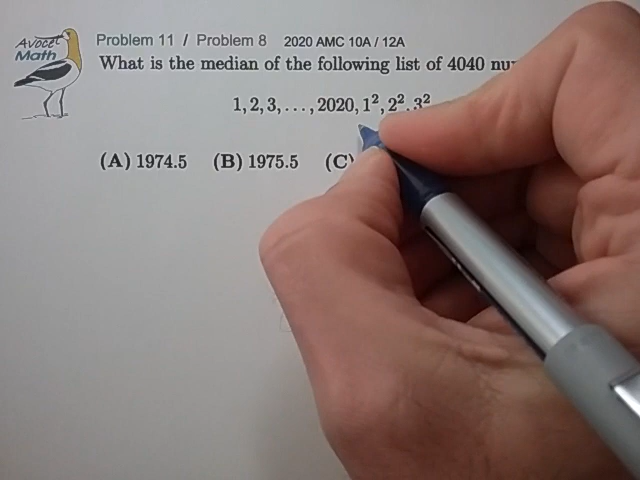 Avocet
Math
Problem 11 / Problem 8 2020 AMC 10A / 12A
What is the median of the following list of 4040
1, 2, 3, ..., 2020, 1², 2², 3²
(A) 1974.5 (B) 1975.5 (C)